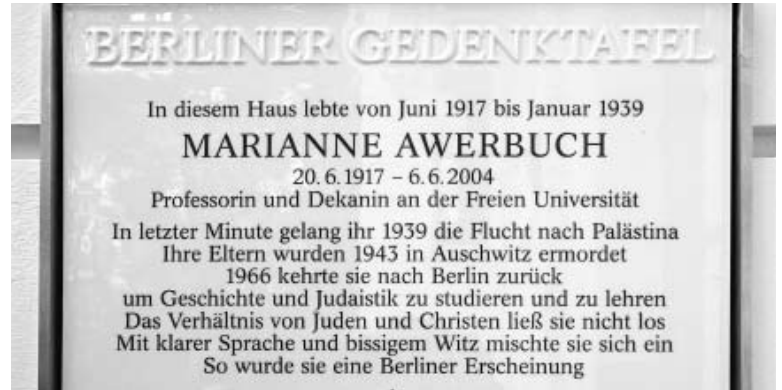 BERLINER GEDENKTAFEL
In diesem Haus lebte von Juni 1917 bis Januar 1939
MARIANNE AWERBUCH
20. 6. 1917 – 6. 6. 2004
Professorin und Dekanin an der Freien Universität
In letzter Minute gelang ihr 1939 die Flucht nach Palästina
Ihre Eltern wurden 1943 in Auschwitz ermordet
1966 kehrte sie nach Berlin zurück
um Geschichte und Judaistik zu studieren und zu lehren
Das Verhältnis von Juden und Christen ließ sie nicht los
Mit klarer Sprache und bissigem Witz mischte sie sich ein
So wurde sie eine Berliner Erscheinung